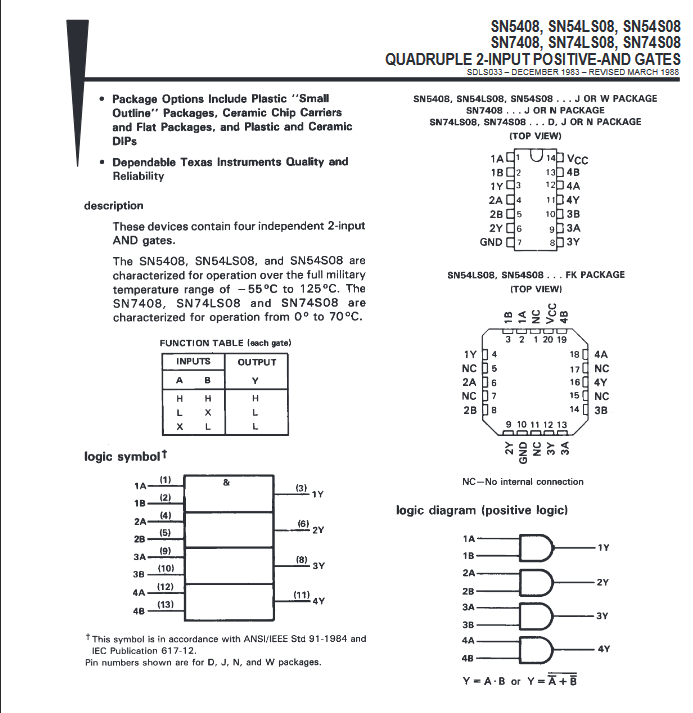 SN5408, SN54LS08, SN54S08
SN7408, SN74LS08, SN74S08
QUADRUPLE 2-INPUT POSITIVE-AND GATES
SDLS033 – DECEMBER 1983 – REVISED MARCH 1988
• Package Options Include Plastic "Small
Outline" Packages, Ceramic Chip Carriers
and Flat Packages, and Plastic and Ceramic
DIPs
• Dependable Texas Instruments Quality and
Reliability
description
These devices contain four independent 2-input
AND gates.
The SN5408, SN54LS08, and SN54S08 are
characterized for operation over the full military
temperature range of −55°C to 125°C. The
SN7408, SN74LS08 and SN74S08 are
characterized for operation from 0° to 70°C.
FUNCTION TABLE (each gate)
INPUTS OUTPUT
A B Y
H H H
L X L
X L L
logic symbol†
1A (1) & (3) 1Y
1B (2)
2A (4) (6) 2Y
2B (5)
3A (9) (8) 3Y
3B (10)
4A (12) (11) 4Y
4B (13)
† This symbol is in accordance with ANSI/IEEE Std 91-1984 and
IEC Publication 617-12.
Pin numbers shown are for D, J, N, and W packages.
SN5408, SN54LS08, SN54S08 . . . J OR W PACKAGE
SN7408 . . . J OR N PACKAGE
SN74LS08, SN74S08 . . . D, J OR N PACKAGE
(TOP VIEW)
1A 1 14 VCC
1B 2 13 4B
1Y 3 12 4A
2A 4 11 4Y
2B 5 10 3B
2Y 6 9 3A
GND 7 8 3Y
SN54LS08, SN54S08 . . . FK PACKAGE
(TOP VIEW)
1B 1A NC VCC 4B
3 2 1 20 19
1Y 4 18 4A
NC 5 17 NC
2A 6 16 4Y
NC 7 15 NC
2B 8 14 3B
9 10 11 12 13
2Y GND NC 3Y 3A
NC—No internal connection
logic diagram (positive logic)
1A
1B 1Y
2A
2B 2Y
3A
3B 3Y
4A
4B 4Y
Y = A·B or Y = A̅ + B̅ (overline across the whole)